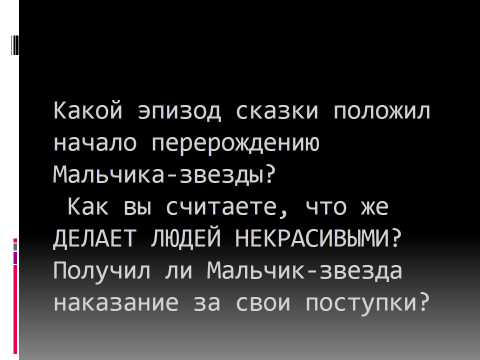 Какой эпизод сказки положил
начало перерождению
Мальчика-звезды?
Как вы считаете, что же
ДЕЛАЕТ ЛЮДЕЙ НЕКРАСИВЫМИ?
Получил ли Мальчик-звезда
наказание за свои поступки?